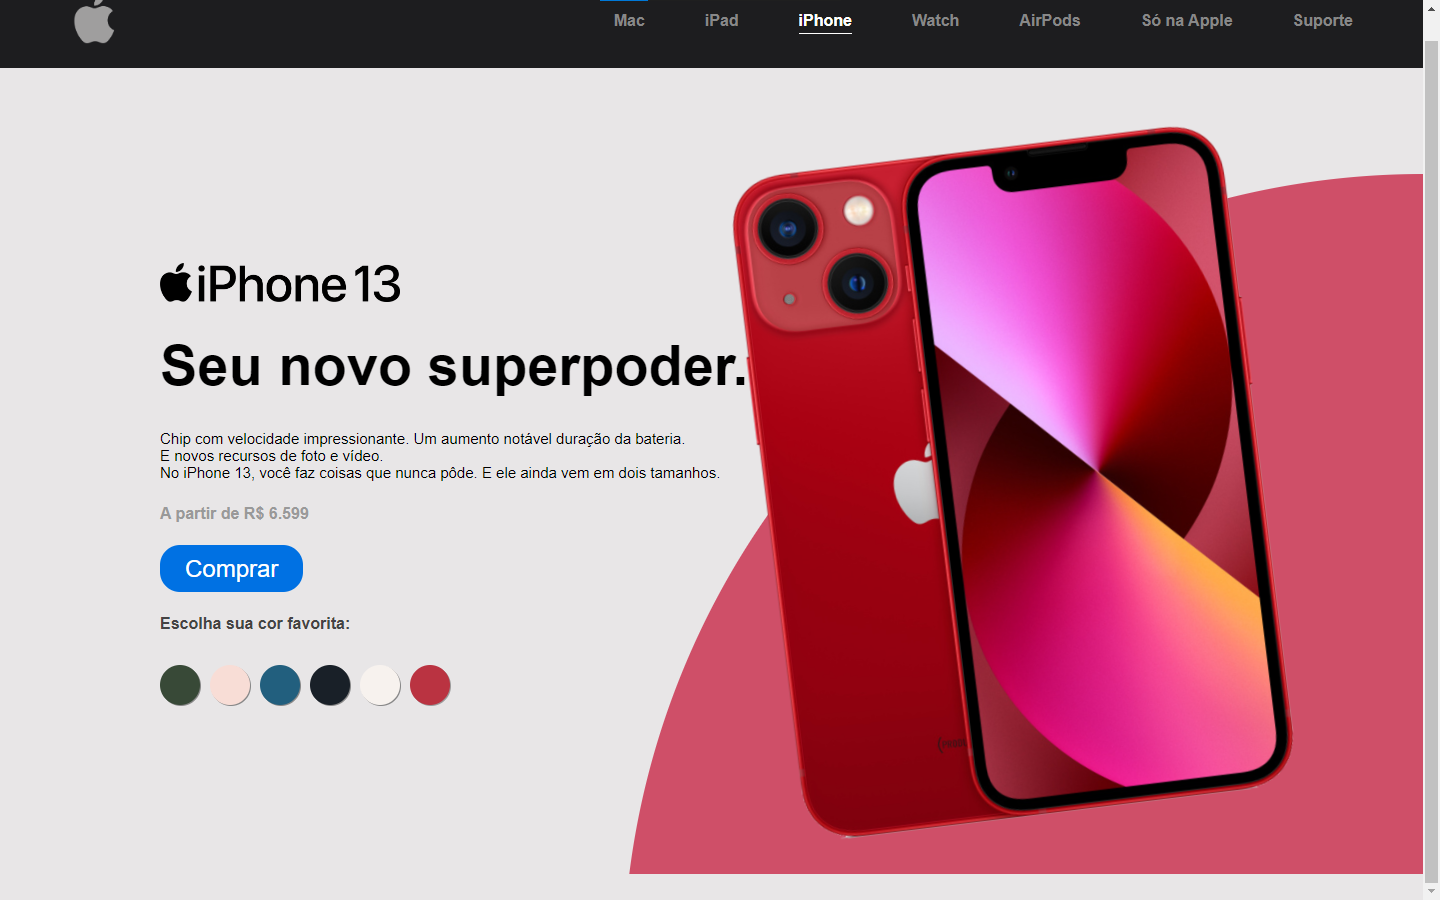 Mac iPad iPhone Watch AirPods Só na Apple Suporte
iPhone 13
Seu novo superpoder.
Chip com velocidade impressionante. Um aumento notável duração da bateria.
E novos recursos de foto e vídeo.
No iPhone 13, você faz coisas que nunca pôde. E ele ainda vem em dois tamanhos.
A partir de R$ 6.599
Comprar
Escolha sua cor favorita: